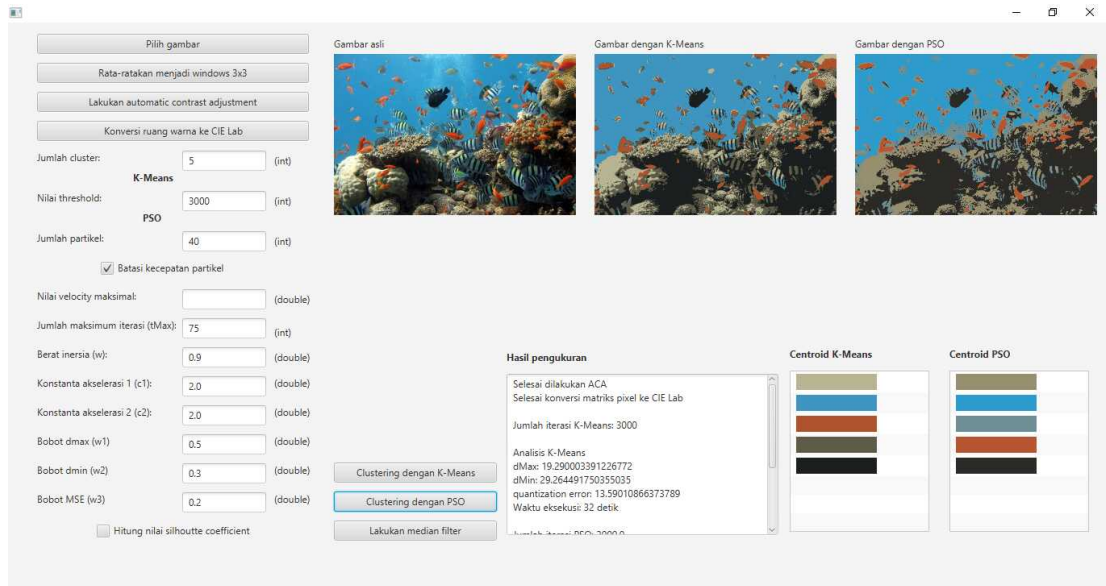 Pilih gambar
Rata-ratakan menjadi windows 3x3
Lakukan automatic contrast adjustment
Konversi ruang warna ke CIE Lab
Jumlah cluster: 5 (int)
K-Means
Nilai threshold: 3000 (int)
PSO
Jumlah partikel: 40 (int)
Batasi kecepatan partikel
Nilai velocity maksimal: (double)
Jumlah maksimum iterasi (tMax): 75 (int)
Berat inersia (w): 0.9 (double)
Konstanta akselerasi 1 (c1): 2.0 (double)
Konstanta akselerasi 2 (c2): 2.0 (double)
Bobot dmax (w1) 0.5 (double)
Bobot dmin (w2) 0.3 (double)
Bobot MSE (w3) 0.2 (double)
Hitung nilai silhoutte coefficient
Gambar asli
Gambar dengan K-Means
Gambar dengan PSO
Clustering dengan K-Means
Clustering dengan PSO
Lakukan median filter
Hasil pengukuran
Selesai dilakukan ACA
Selesai konversi matriks pixel ke CIE Lab
Jumlah iterasi K-Means: 3000
Analisis K-Means
dMax: 19.290003391226772
dMin: 29.264491750355035
quantization error: 13.59010866373789
Waktu eksekusi: 32 detik
Jumlah iterasi PSO: 3000.0
Centroid K-Means
Centroid PSO